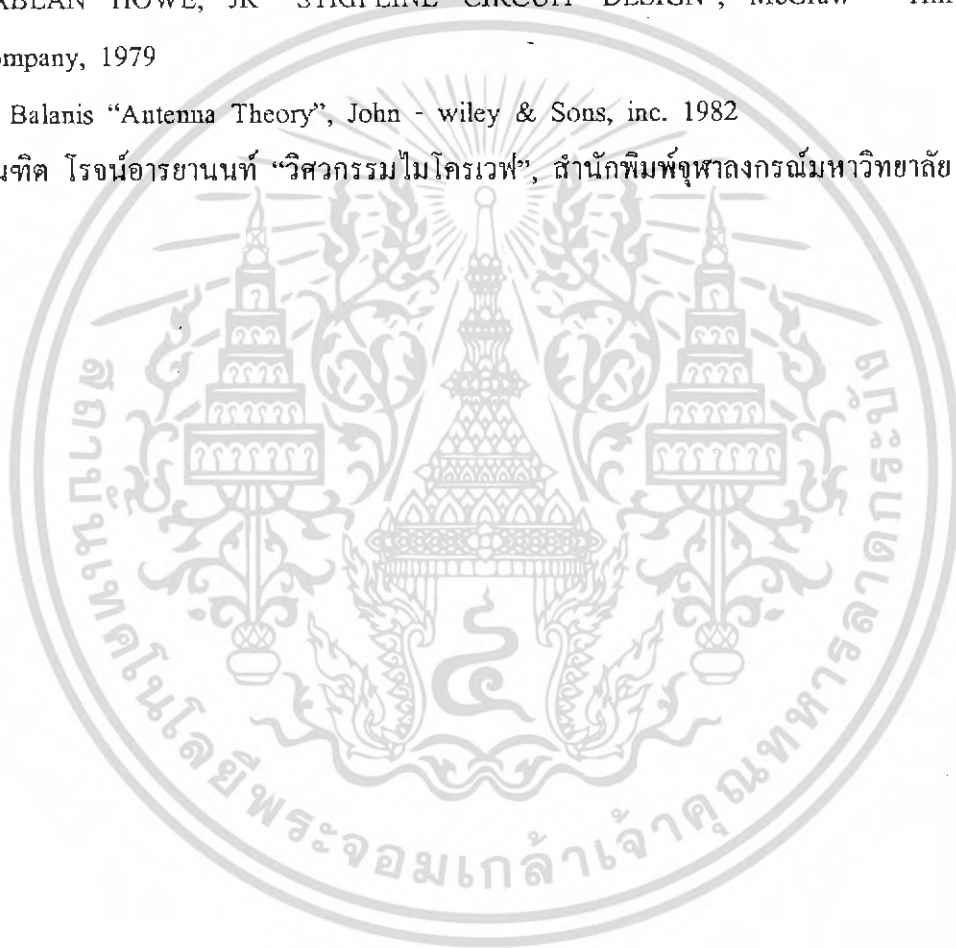 HOWE, JR "STRIPLINE CIRCUIT DESIGN",
ompany, 1979
Balanis “Antenna Theory”, John - wiley & Sons, inc. 1982
นฑิต โรจน์อารยานนท์ “วิศวกรรมไมโครเวฟ”, สำนักพิมพ์จุฬาลงกรณ์มหาวิทยาลัย
สถาบันเทคโนโลยีพระจอมเกล้าเจ้าคุณทหารลาดกระบัง